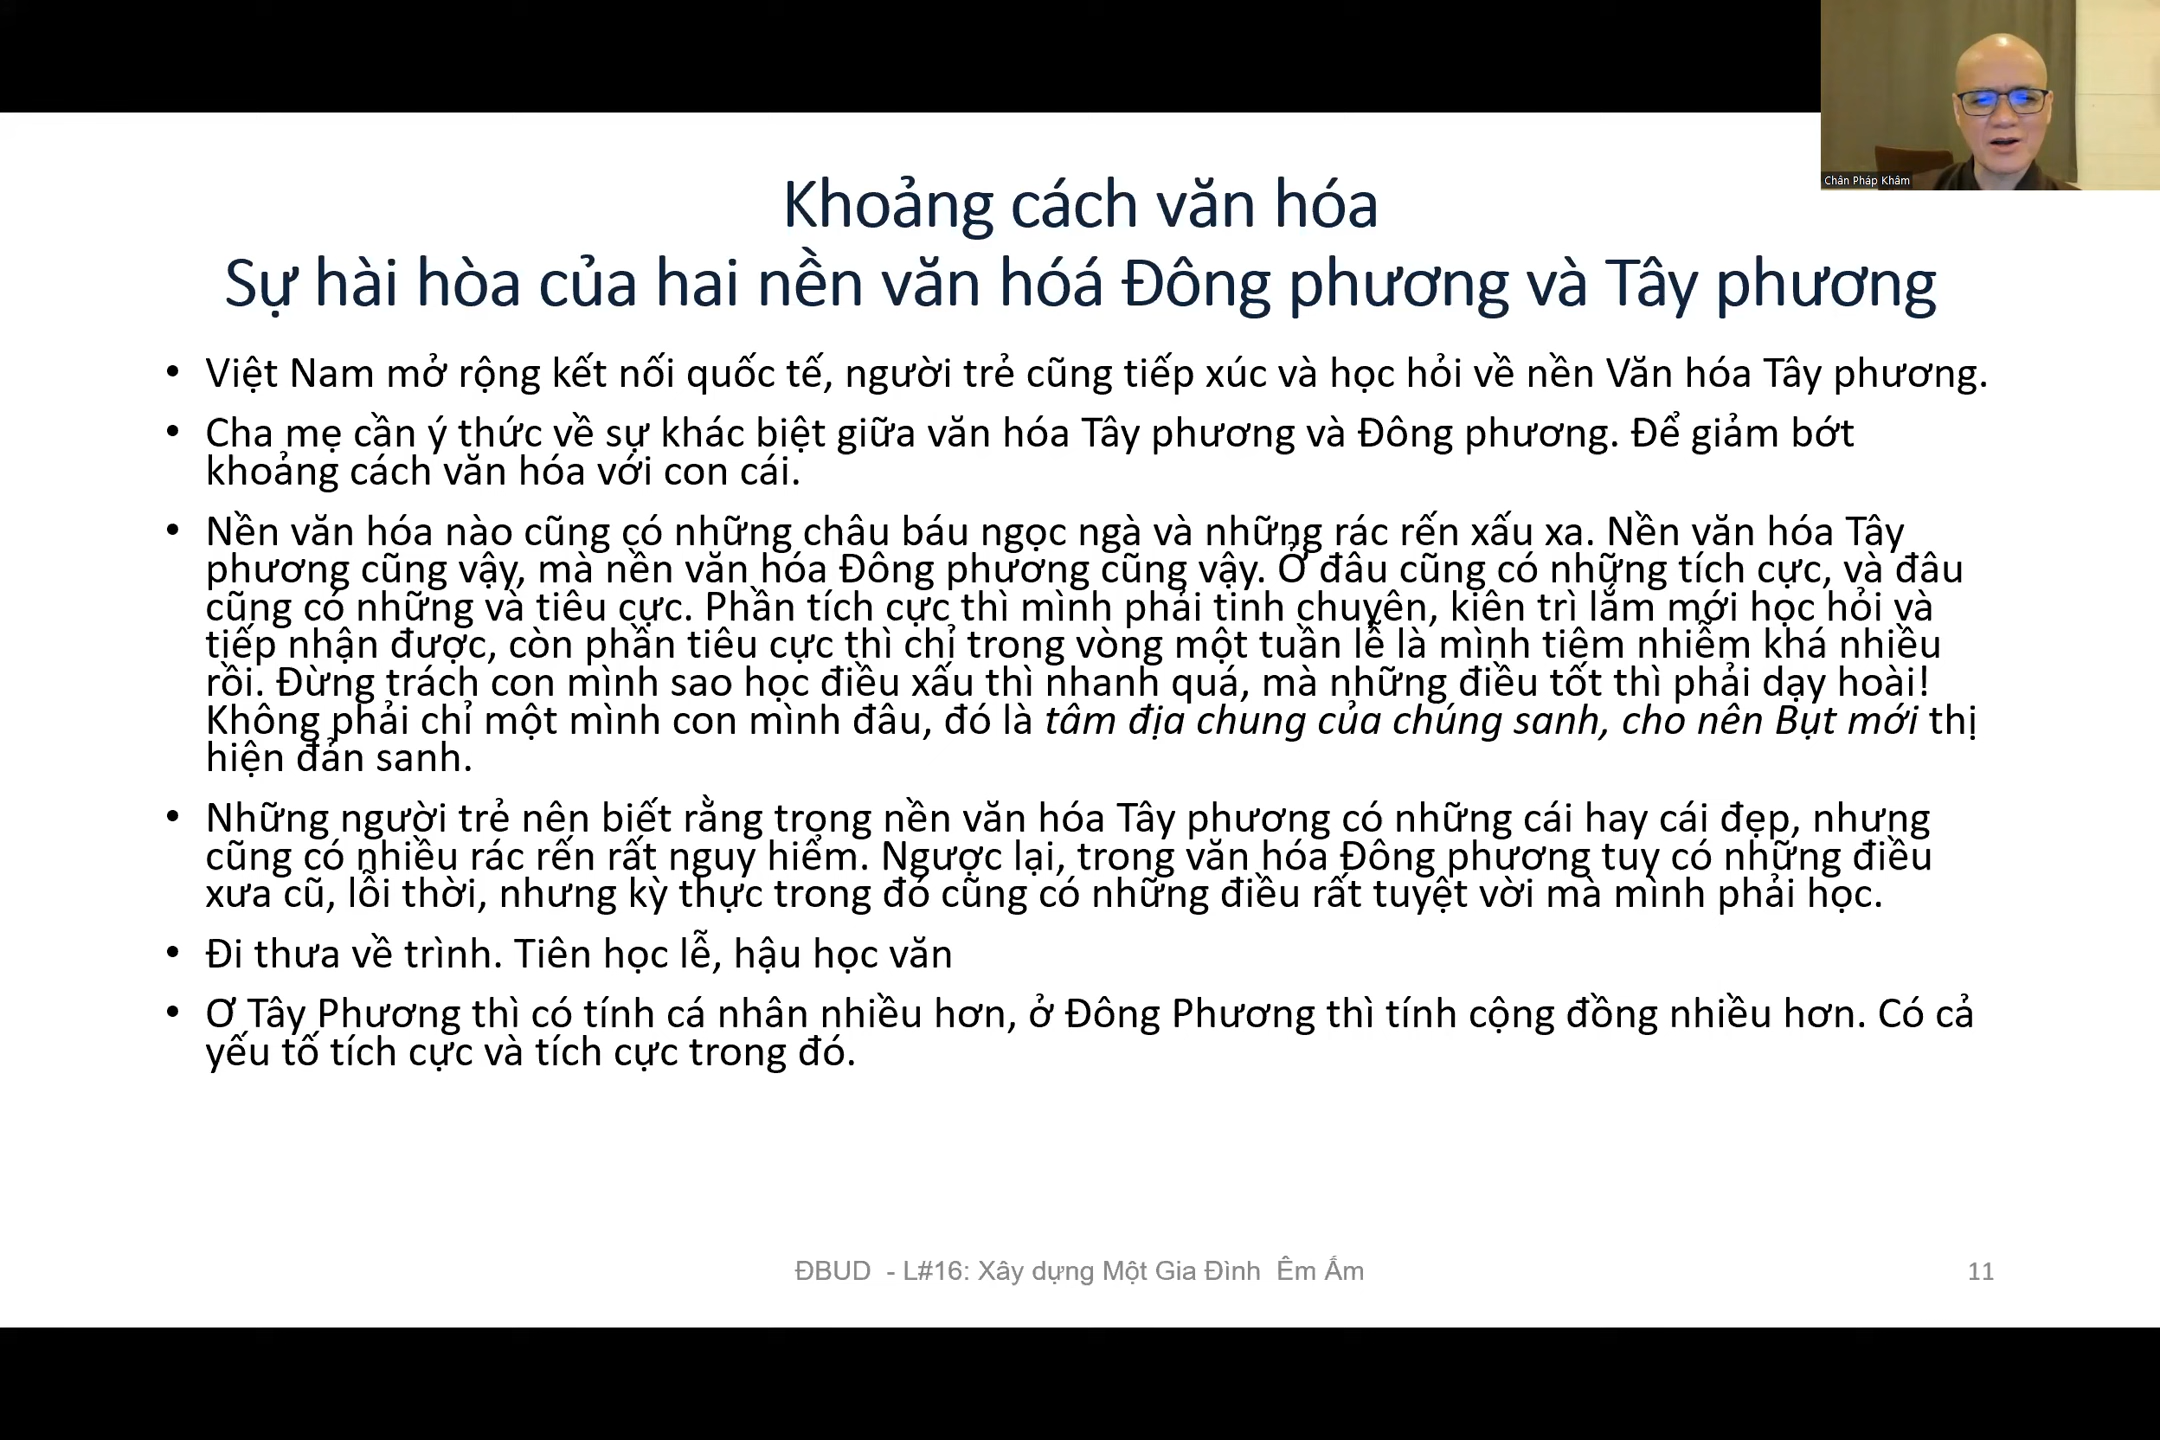 Chân Pháp Khâm
Khoảng cách văn hóa
Sự hài hòa của hai nền văn hóá Đông phương và Tây phương
• Việt Nam mở rộng kết nối quốc tế, người trẻ cũng tiếp xúc và học hỏi về nền Văn hóa Tây phương.
• Cha mẹ cần ý thức về sự khác biệt giữa văn hóa Tây phương và Đông phương. Để giảm bớt
khoảng cách văn hóa với con cái.
• Nền văn hóa nào cũng có những châu báu ngọc ngà và những rác rến xấu xa. Nền văn hóa Tây
phương cũng vậy, mà nền văn hóa Đông phương cũng vậy. Ở đâu cũng có những tích cực, và đâu
cũng có những và tiêu cực. Phần tích cực thì mình phải tinh chuyên, kiên trì lắm mới học hỏi và
tiếp nhận được, còn phần tiêu cực thì chỉ trong vòng một tuần lễ là mình tiêm nhiễm khá nhiều
rồi. Đừng trách con mình sao học điều xấu thì nhanh quá, mà những điều tốt thì phải dạy hoài!
Không phải chỉ một mình con mình đâu, đó là tâm địa chung của chúng sanh, cho nên Bụt mới thị
hiện đản sanh.
• Những người trẻ nên biết rằng trong nền văn hóa Tây phương có những cái hay cái đẹp, nhưng
cũng có nhiều rác rến rất nguy hiểm. Ngược lại, trong văn hóa Đông phương tuy có những điều
xưa cũ, lỗi thời, nhưng kỳ thực trong đó cũng có những điều rất tuyệt vời mà mình phải học.
• Đi thưa về trình. Tiên học lễ, hậu học văn
• Ơ Tây Phương thì có tính cá nhân nhiều hơn, ở Đông Phương thì tính cộng đồng nhiều hơn. Có cả
yếu tố tích cực và tích cực trong đó.
ĐBUD - L#16: Xây dựng Một Gia Đình Êm Ấm
11